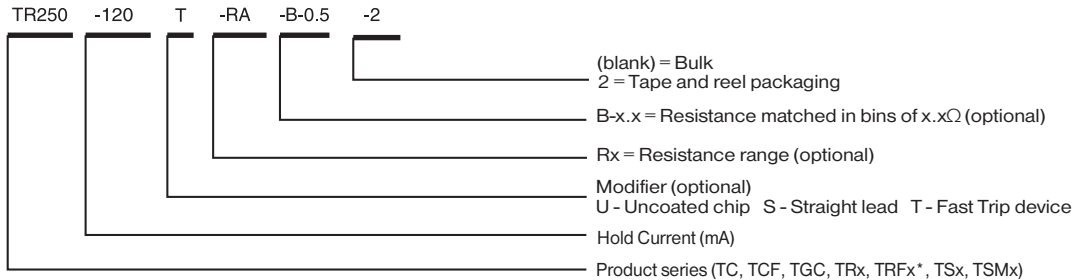 TR250 -120 T -RA -B-0.5 -2
(blank) = Bulk
2 = Tape and reel packaging
B-x.x = Resistance matched in bins of x.xΩ (optional)
Rx = Resistance range (optional)
Modifier (optional)
U - Uncoated chip S - Straight lead T - Fast Trip device
Hold Current (mA)
Product series (TC, TCF, TGC, TRx, TRFx*, TSx, TSMx)